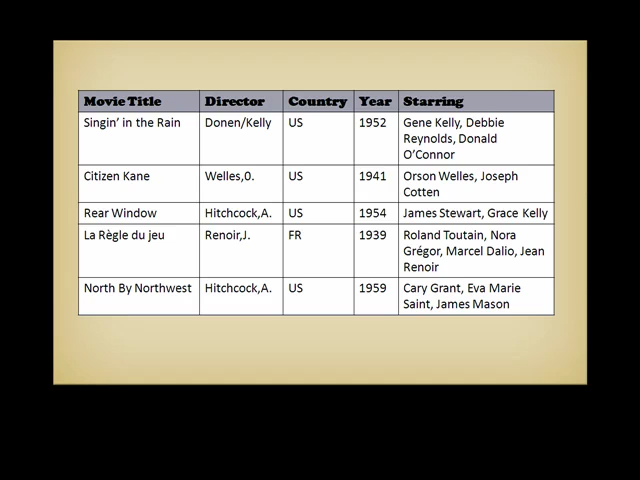 Movie Title Director Country Year Starring
Singin’ in the Rain Donen/Kelly US 1952 Gene Kelly, Debbie
Reynolds, Donald
O’Connor
Citizen Kane Welles,O. US 1941 Orson Welles, Joseph
Cotten
Rear Window Hitchcock,A. US 1954 James Stewart, Grace Kelly
La Règle du jeu Renoir,J. FR 1939 Roland Toutain, Nora
Grégor, Marcel Dalio, Jean
Renoir
North By Northwest Hitchcock,A. US 1959 Cary Grant, Eva Marie
Saint, James Mason